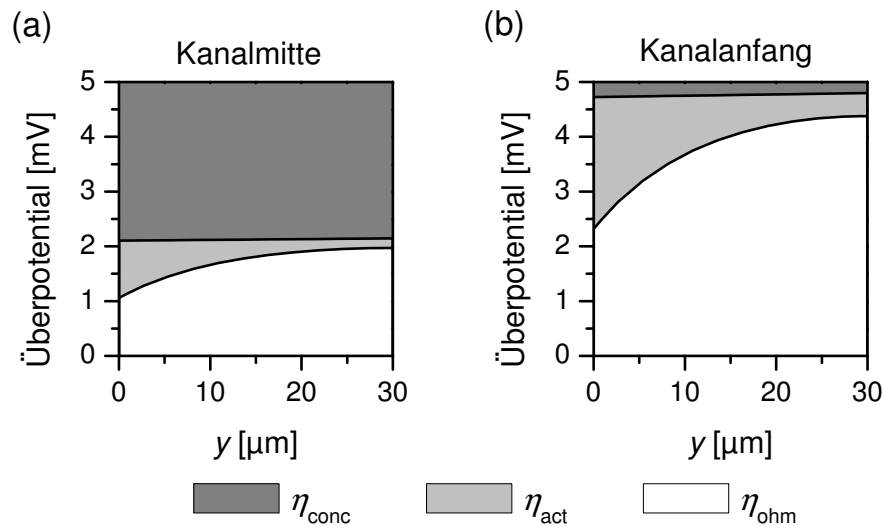 (a)
Kanalmitte
Überpotential [mV]
5
4
3
2
1
0
0 10 20 30
y [µm]
(b)
Kanalanfang
Überpotential [mV]
5
4
3
2
1
0
0 10 20 30
y [µm]
ηconc ηact ηohm